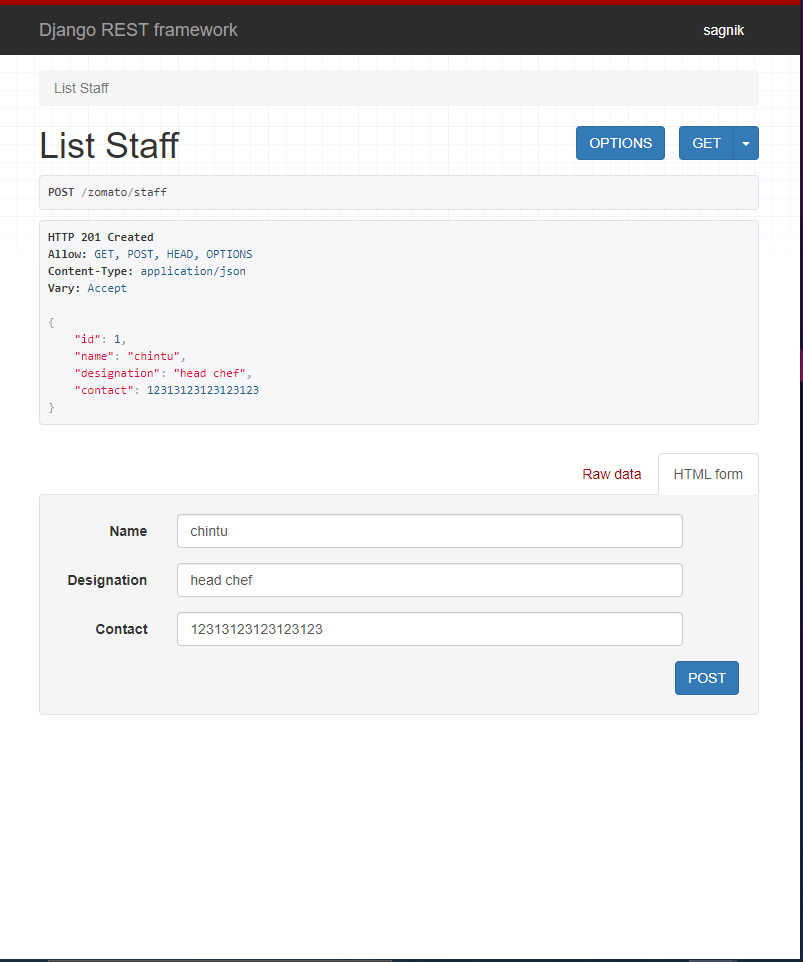 Django REST framework
sagnik
List Staff
List Staff
OPTIONS
GET
POST /zomato/staff
HTTP 201 Created
Allow: GET, POST, HEAD, OPTIONS
Content-Type: application/json
Vary: Accept
{
"id": 1,
"name": "chintu",
"designation": "head chef",
"contact": 12313123123123123
}
Raw data
HTML form
Name
chintu
Designation
head chef
Contact
12313123123123123
POST